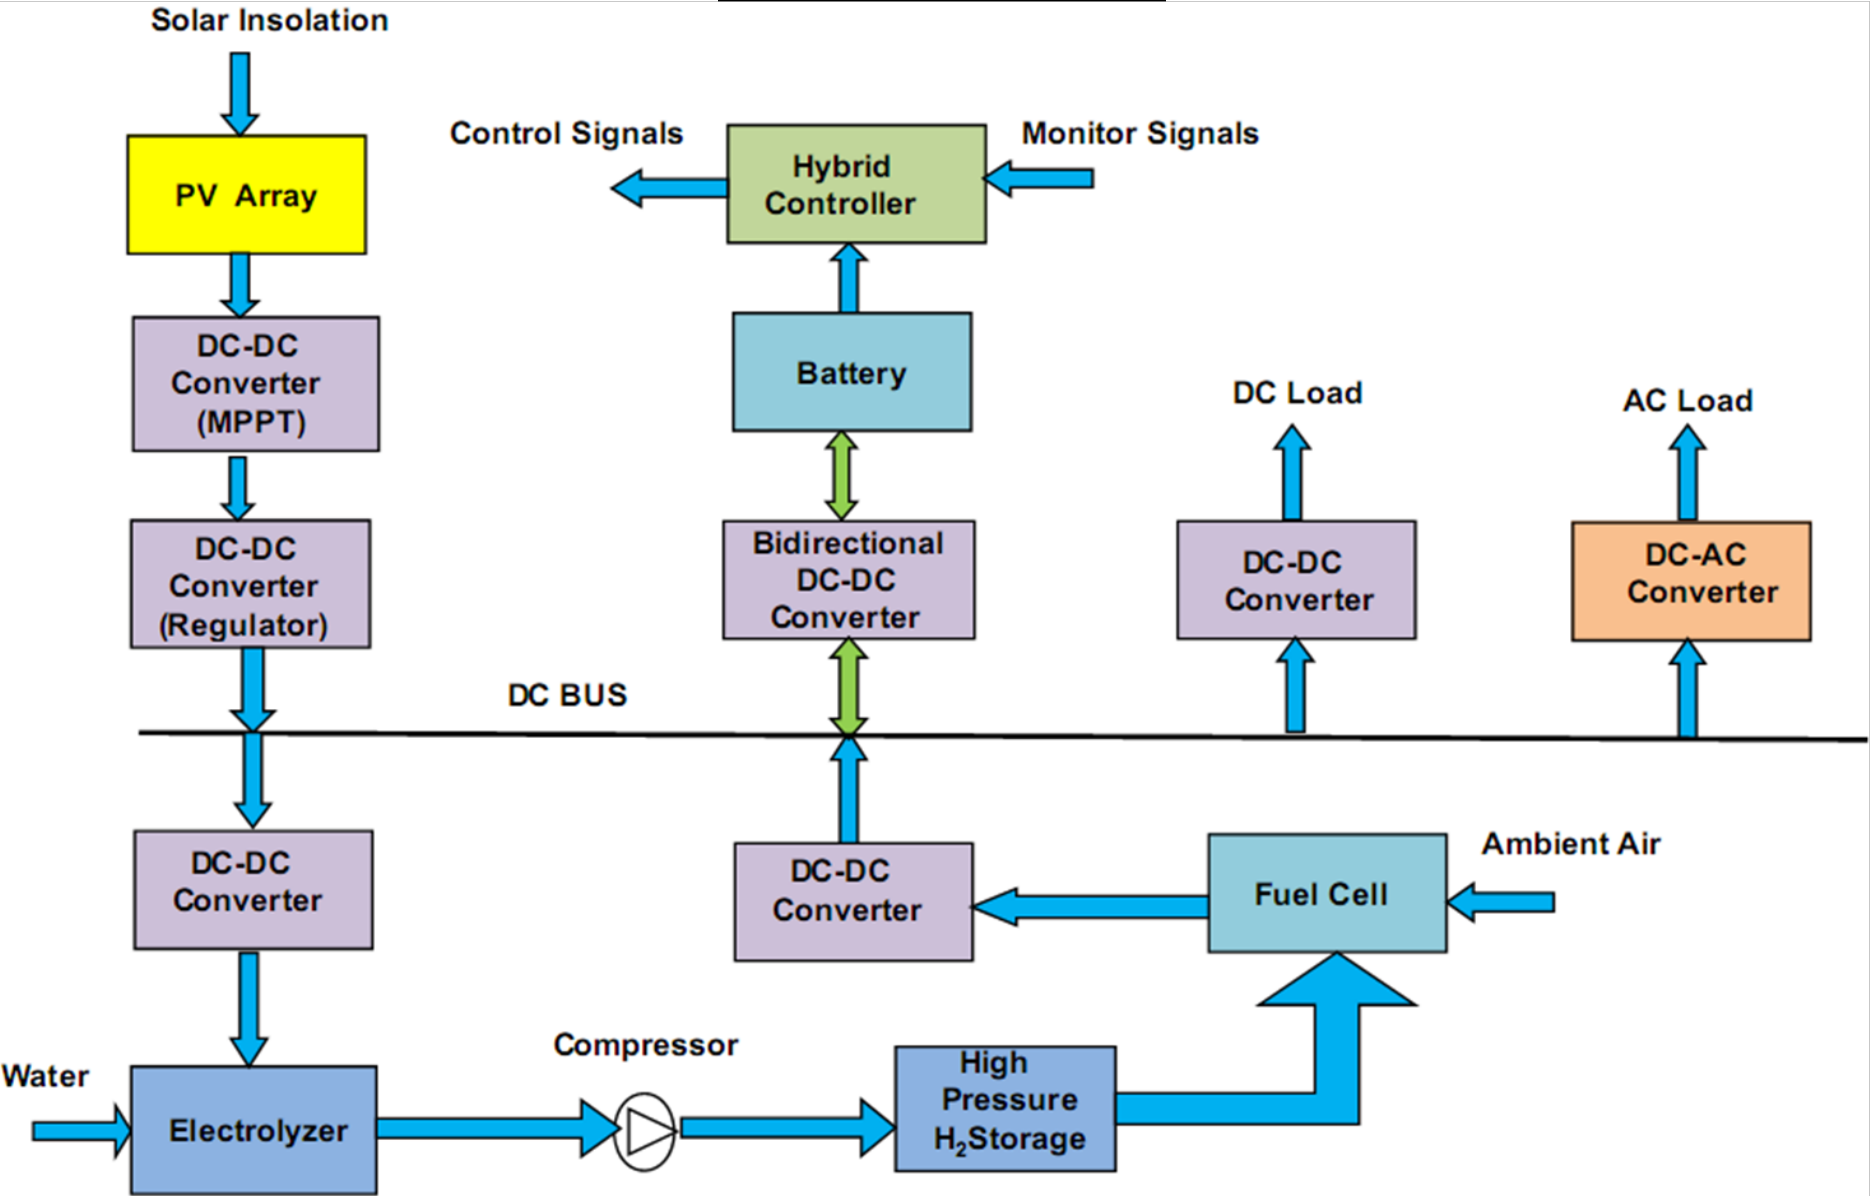 Solar Insolation
PV Array
DC-DC
Converter
(MPPT)
DC-DC
Converter
(Regulator)
Control Signals
Hybrid
Controller
Monitor Signals
Battery
Bidirectional
DC-DC
Converter
DC Load
DC-DC
Converter
AC Load
DC-AC
Converter
DC BUS
DC-DC
Converter
DC-DC
Converter
Fuel Cell
Ambient Air
Water
Electrolyzer
Compressor
High
Pressure
H₂Storage